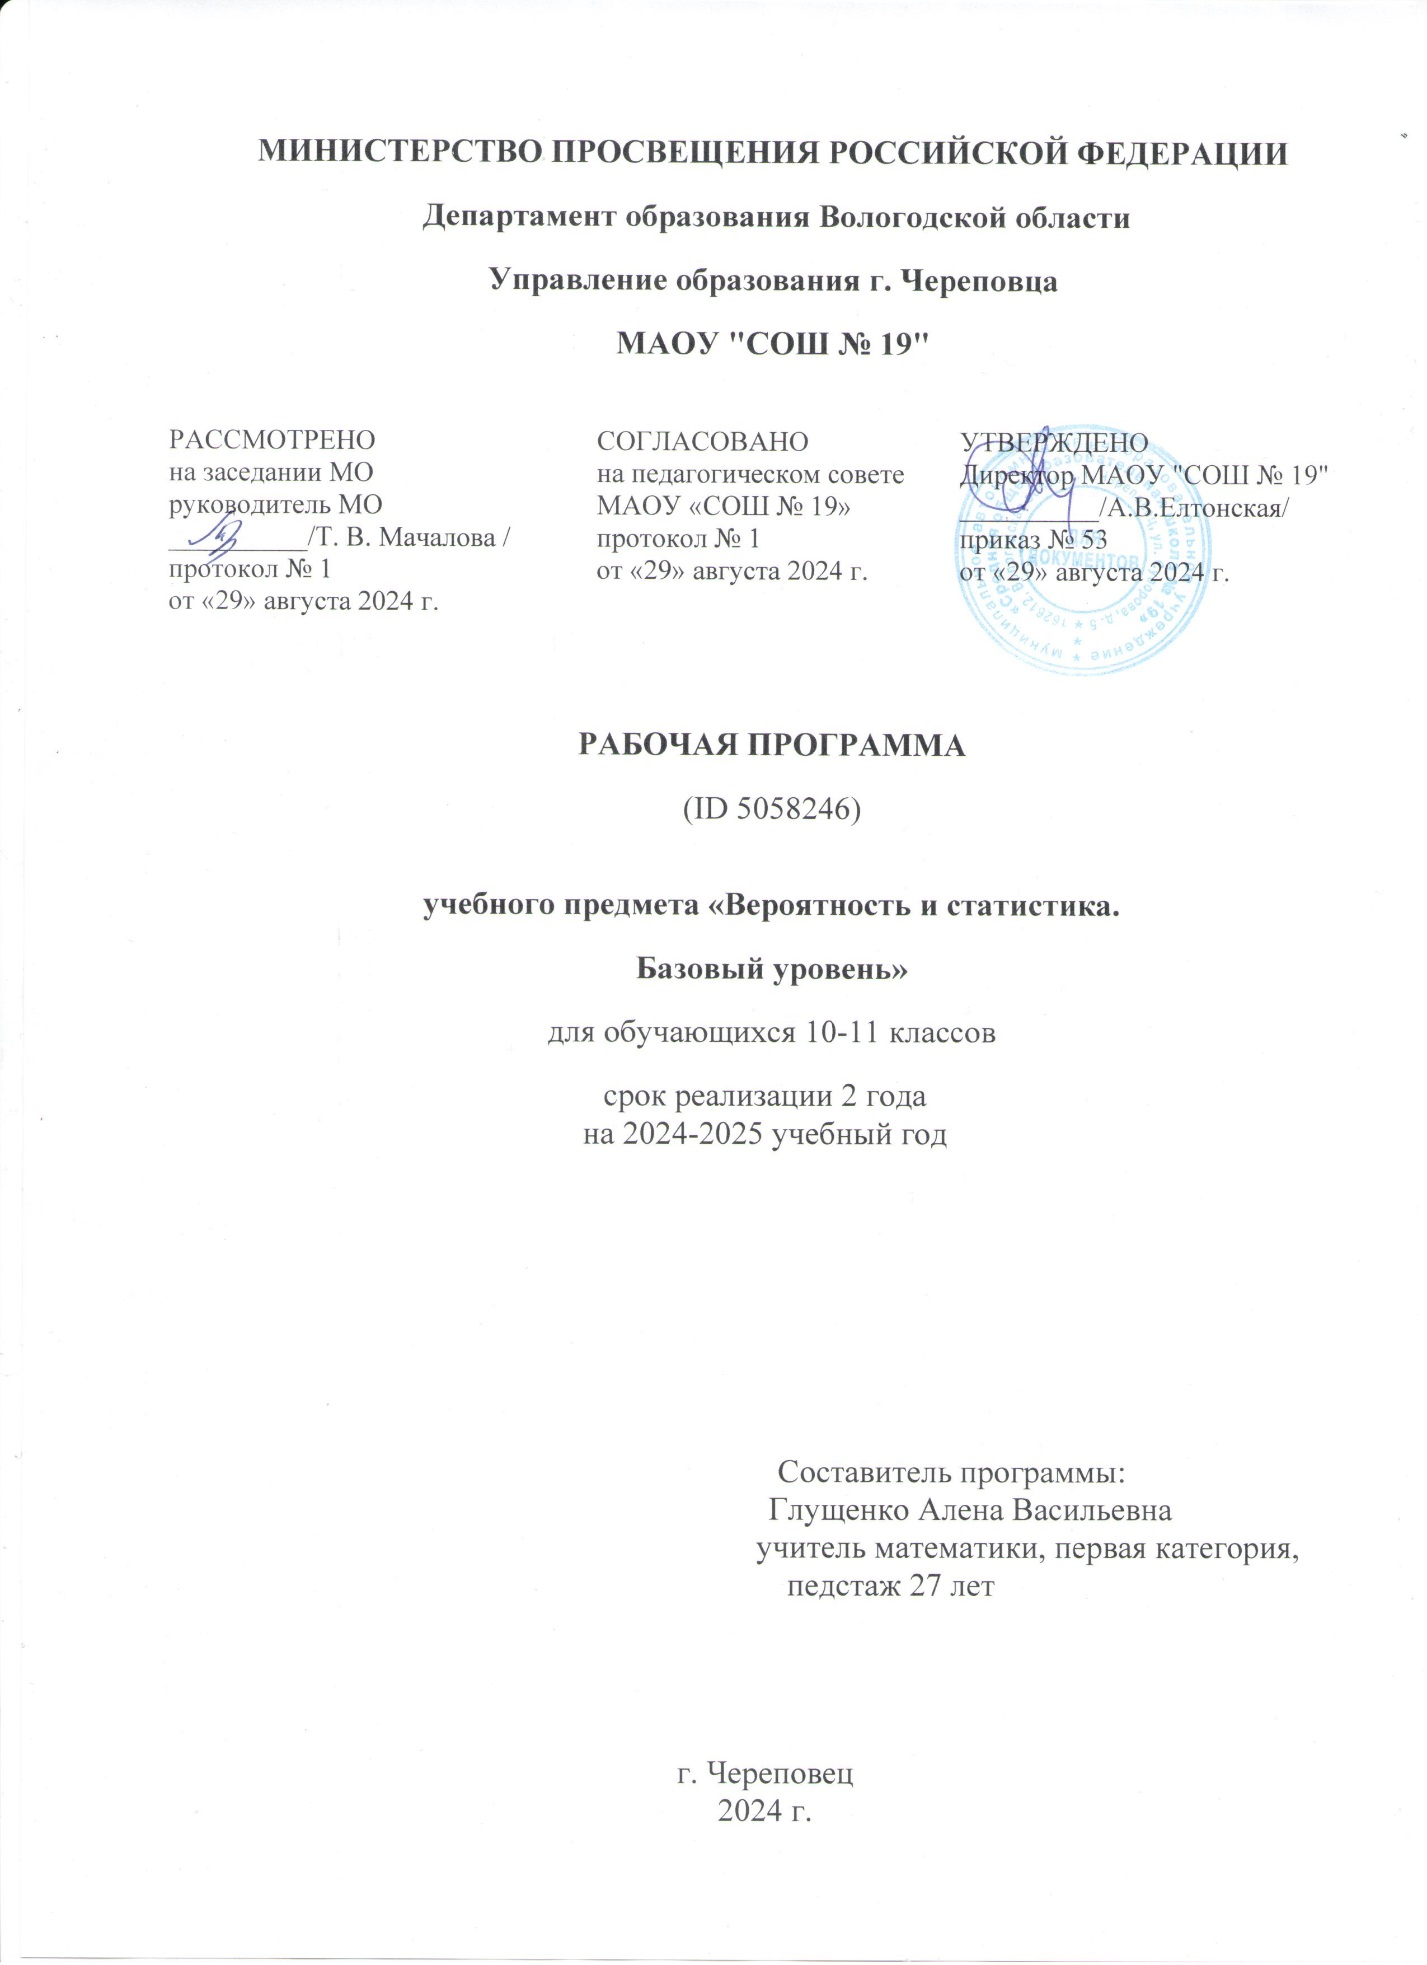 МИНИСТЕРСТВО ПРОСВЕЩЕНИЯ РОССИЙСКОЙ ФЕДЕРАЦИИ
Департамент образования Вологодской области
Управление образования г. Череповца
МАОУ "СОШ № 19"
РАССМОТРЕНО
на заседании МО
руководитель МО
__________/Т. В. Мачалова /
протокол № 1
от «29» августа 2024 г.
СОГЛАСОВАНО
на педагогическом совете
МАОУ «СОШ № 19»
протокол № 1
от «29» августа 2024 г.
УТВЕРЖДЕНО
Директор МАОУ "СОШ № 19"
__________/А.В.Елтонская/
приказ № 53
от «29» августа 2024 г.
ДОКУМЕНТОВ
РАБОЧАЯ ПРОГРАММА
(ID 5058246)
учебного предмета «Вероятность и статистика.
Базовый уровень»
для обучающихся 10-11 классов
срок реализации 2 года
на 2024-2025 учебный год
Составитель программы:
Глущенко Алена Васильевна
учитель математики, первая категория,
педстаж 27 лет
г. Череповец
2024 г.